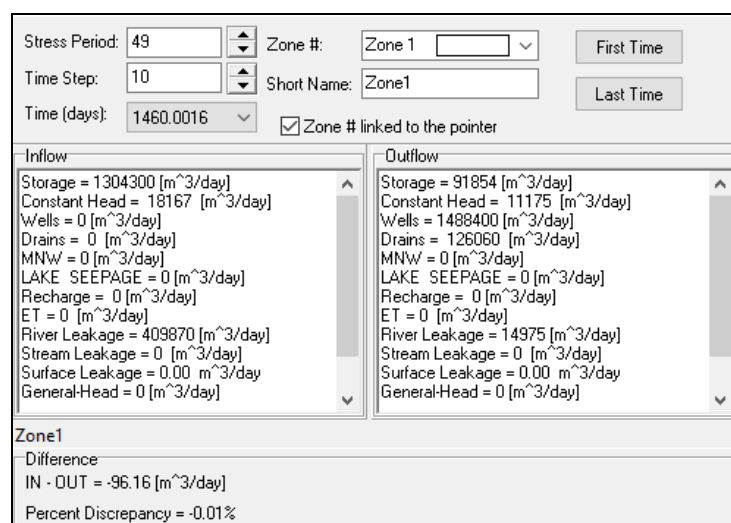 Stress Period: 49 Zone #: Zone 1 First Time
Time Step: 10 Short Name: Zone1 Last Time
Time (days): 1460.0016 Zone # linked to the pointer
Inflow
Storage = 1304300 [m^3/day]
Constant Head = 18167 [m^3/day]
Wells = 0 [m^3/day]
Drains = 0 [m^3/day]
MNW = 0 [m^3/day]
LAKE SEEPAGE = 0 [m^3/day]
Recharge = 0 [m^3/day]
ET = 0 [m^3/day]
River Leakage = 409870 [m^3/day]
Stream Leakage = 0 [m^3/day]
Surface Leakage = 0.00 m^3/day
General-Head = 0 [m^3/day]
Outflow
Storage = 91854 [m^3/day]
Constant Head = 11175 [m^3/day]
Wells = 1488400 [m^3/day]
Drains = 126060 [m^3/day]
MNW = 0 [m^3/day]
LAKE SEEPAGE = 0 [m^3/day]
Recharge = 0 [m^3/day]
ET = 0 [m^3/day]
River Leakage = 14975 [m^3/day]
Stream Leakage = 0 [m^3/day]
Surface Leakage = 0.00 m^3/day
General-Head = 0 [m^3/day]
Zone1
Difference
IN - OUT = -96.16 [m^3/day]
Percent Discrepancy = -0.01%